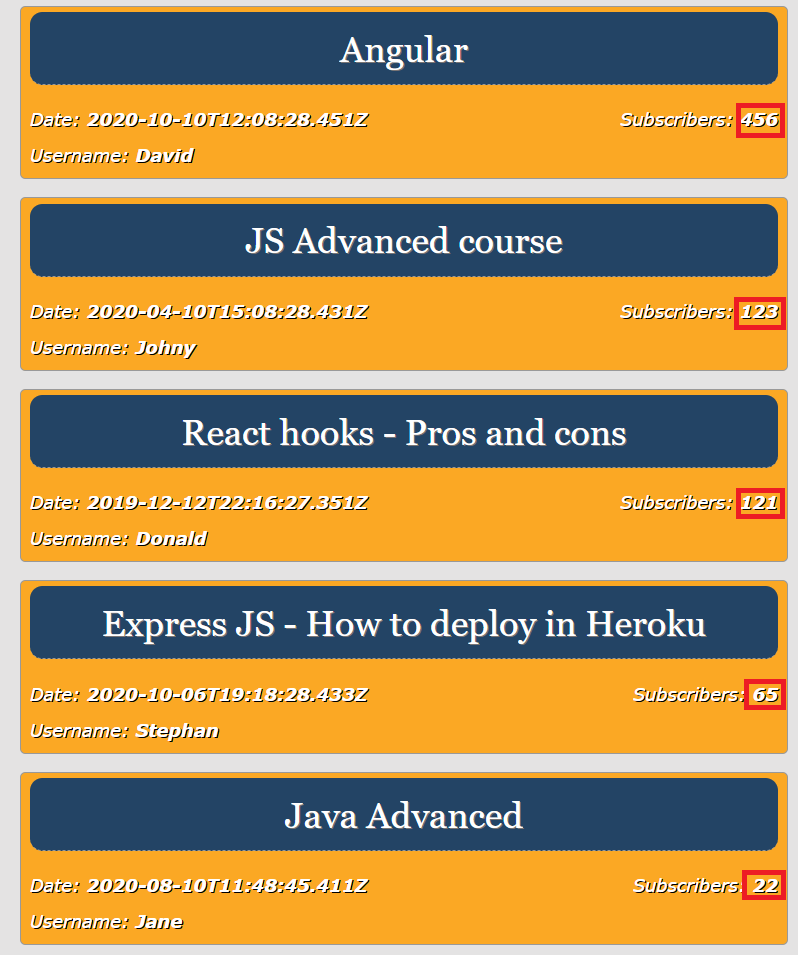 Angular
Date: 2020-10-10T12:08:28.451Z Subscribers: 456
Username: David
JS Advanced course
Date: 2020-04-10T15:08:28.431Z Subscribers: 123
Username: Johny
React hooks - Pros and cons
Date: 2019-12-12T22:16:27.351Z Subscribers: 121
Username: Donald
Express JS - How to deploy in Heroku
Date: 2020-10-06T19:18:28.433Z Subscribers: 65
Username: Stephan
Java Advanced
Date: 2020-08-10T11:48:45.411Z Subscribers: 22
Username: Jane